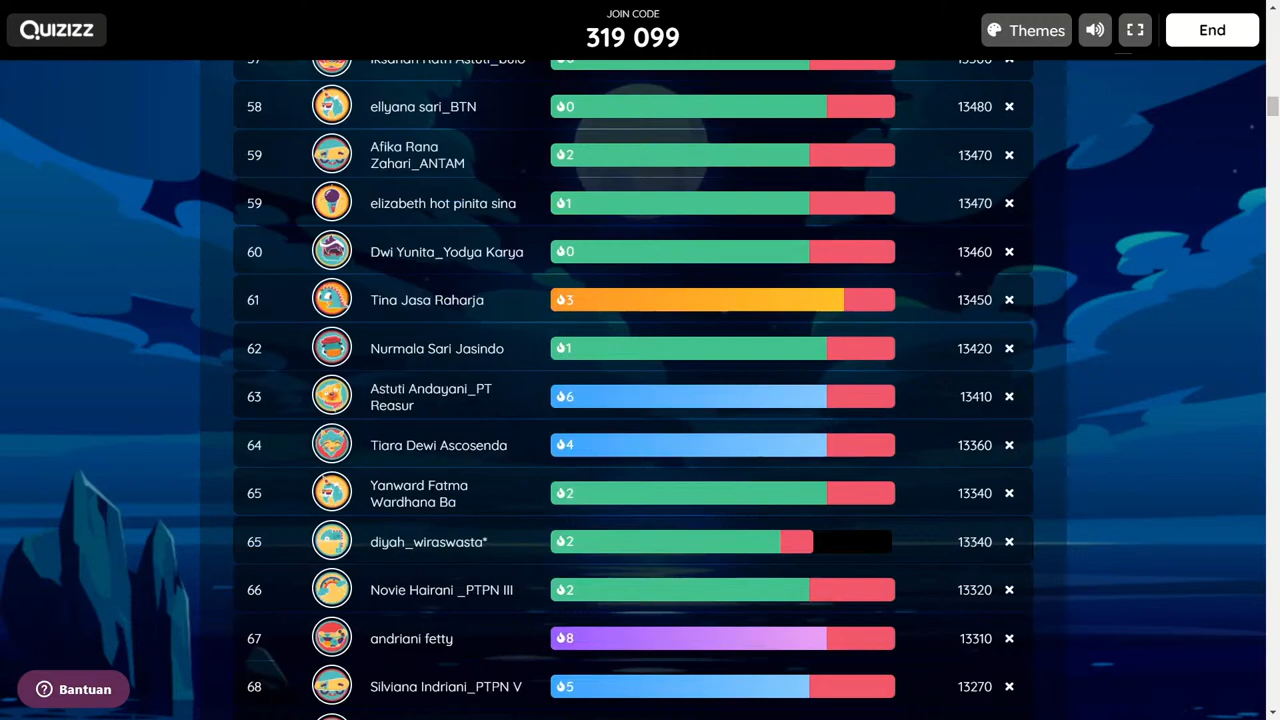 Quizizz
JOIN CODE
319 099
Themes
End
58 ellyana sari_BTN 0 13480 ×
59 Afika Rana Zahari_ANTAM 2 13470 ×
59 elizabeth hot pinita sina 1 13470 ×
60 Dwi Yunita_Yodya Karya 0 13460 ×
61 Tina Jasa Raharja 3 13450 ×
62 Nurmala Sari Jasindo 1 13420 ×
63 Astuti Andayani_PT Reasur 6 13410 ×
64 Tiara Dewi Ascosenda 4 13360 ×
65 Yanward Fatma Wardhana Ba 2 13340 ×
65 diyah_wiraswasta* 2 13340 ×
66 Novie Hairani _PTPN III 2 13320 ×
67 andriani fetty 8 13310 ×
68 Silviana Indriani_PTPN V 5 13270 ×
? Bantuan